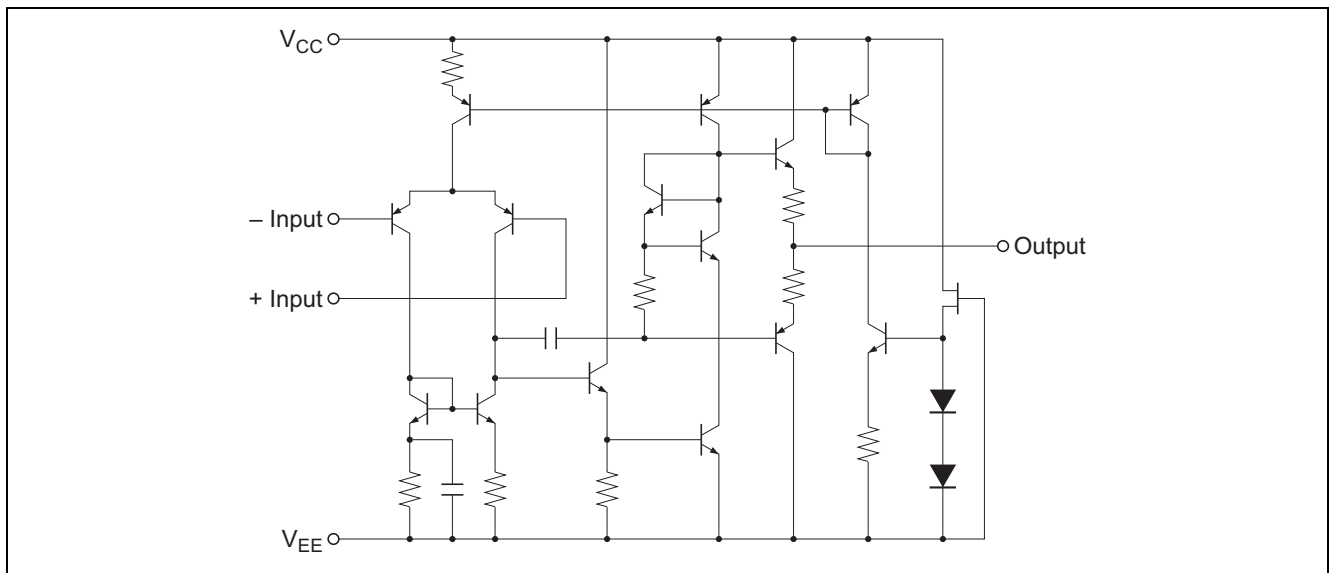 VCC
– Input
Output
+ Input
VEE